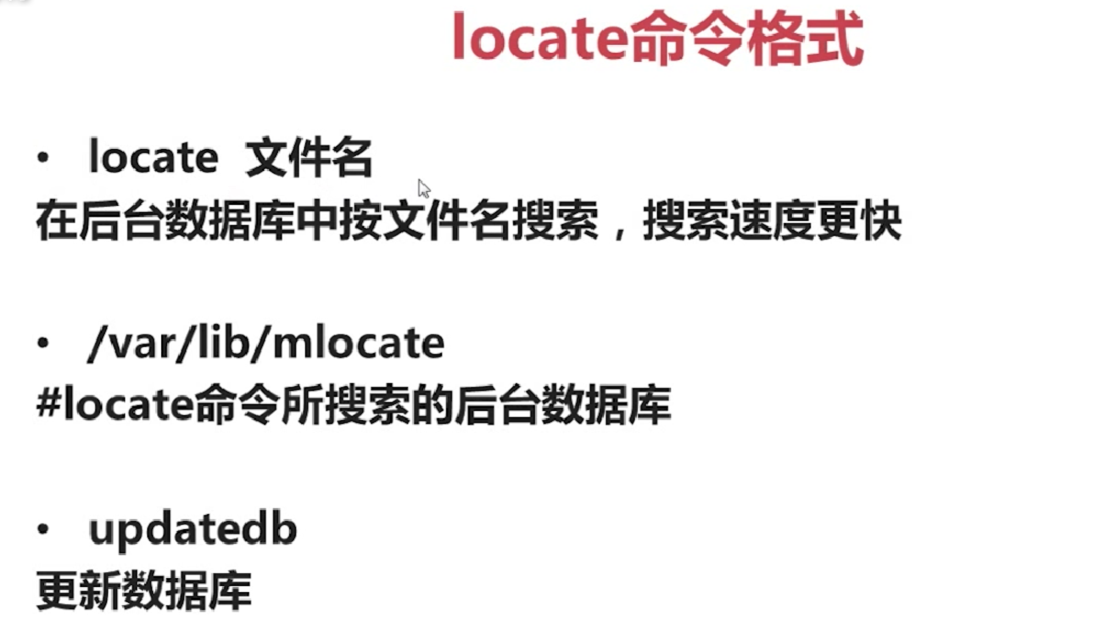 locate命令格式
• locate 文件名
在后台数据库中按文件名搜索，搜索速度更快
• /var/lib/mlocate
#locate命令所搜索的后台数据库
• updatedb
更新数据库